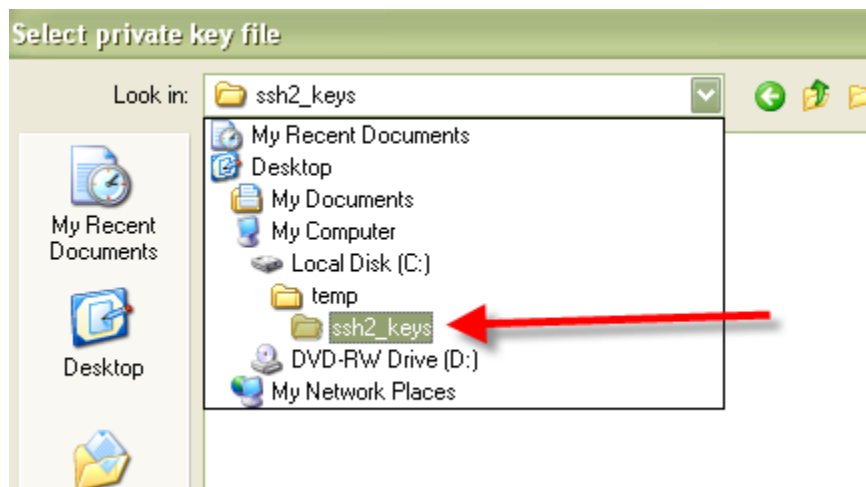 Select private key file
Look in:
ssh2_keys
My Recent Documents
Desktop
My Documents
My Computer
Local Disk (C:)
temp
ssh2_keys
DVD-RW Drive (D:)
My Network Places
My Recent
Documents
Desktop